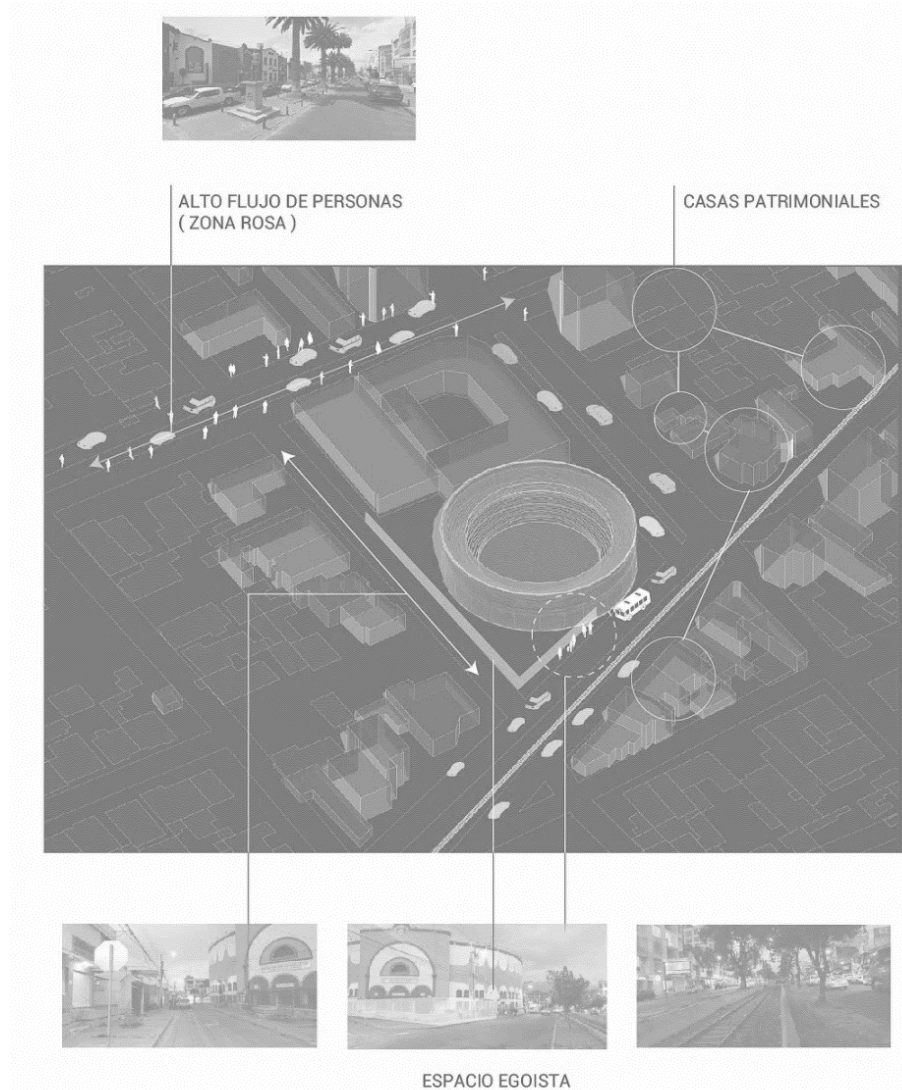 ALTO FLUJO DE PERSONAS
( ZONA ROSA )
CASAS PATRIMONIALES
ESPACIO EGOISTA